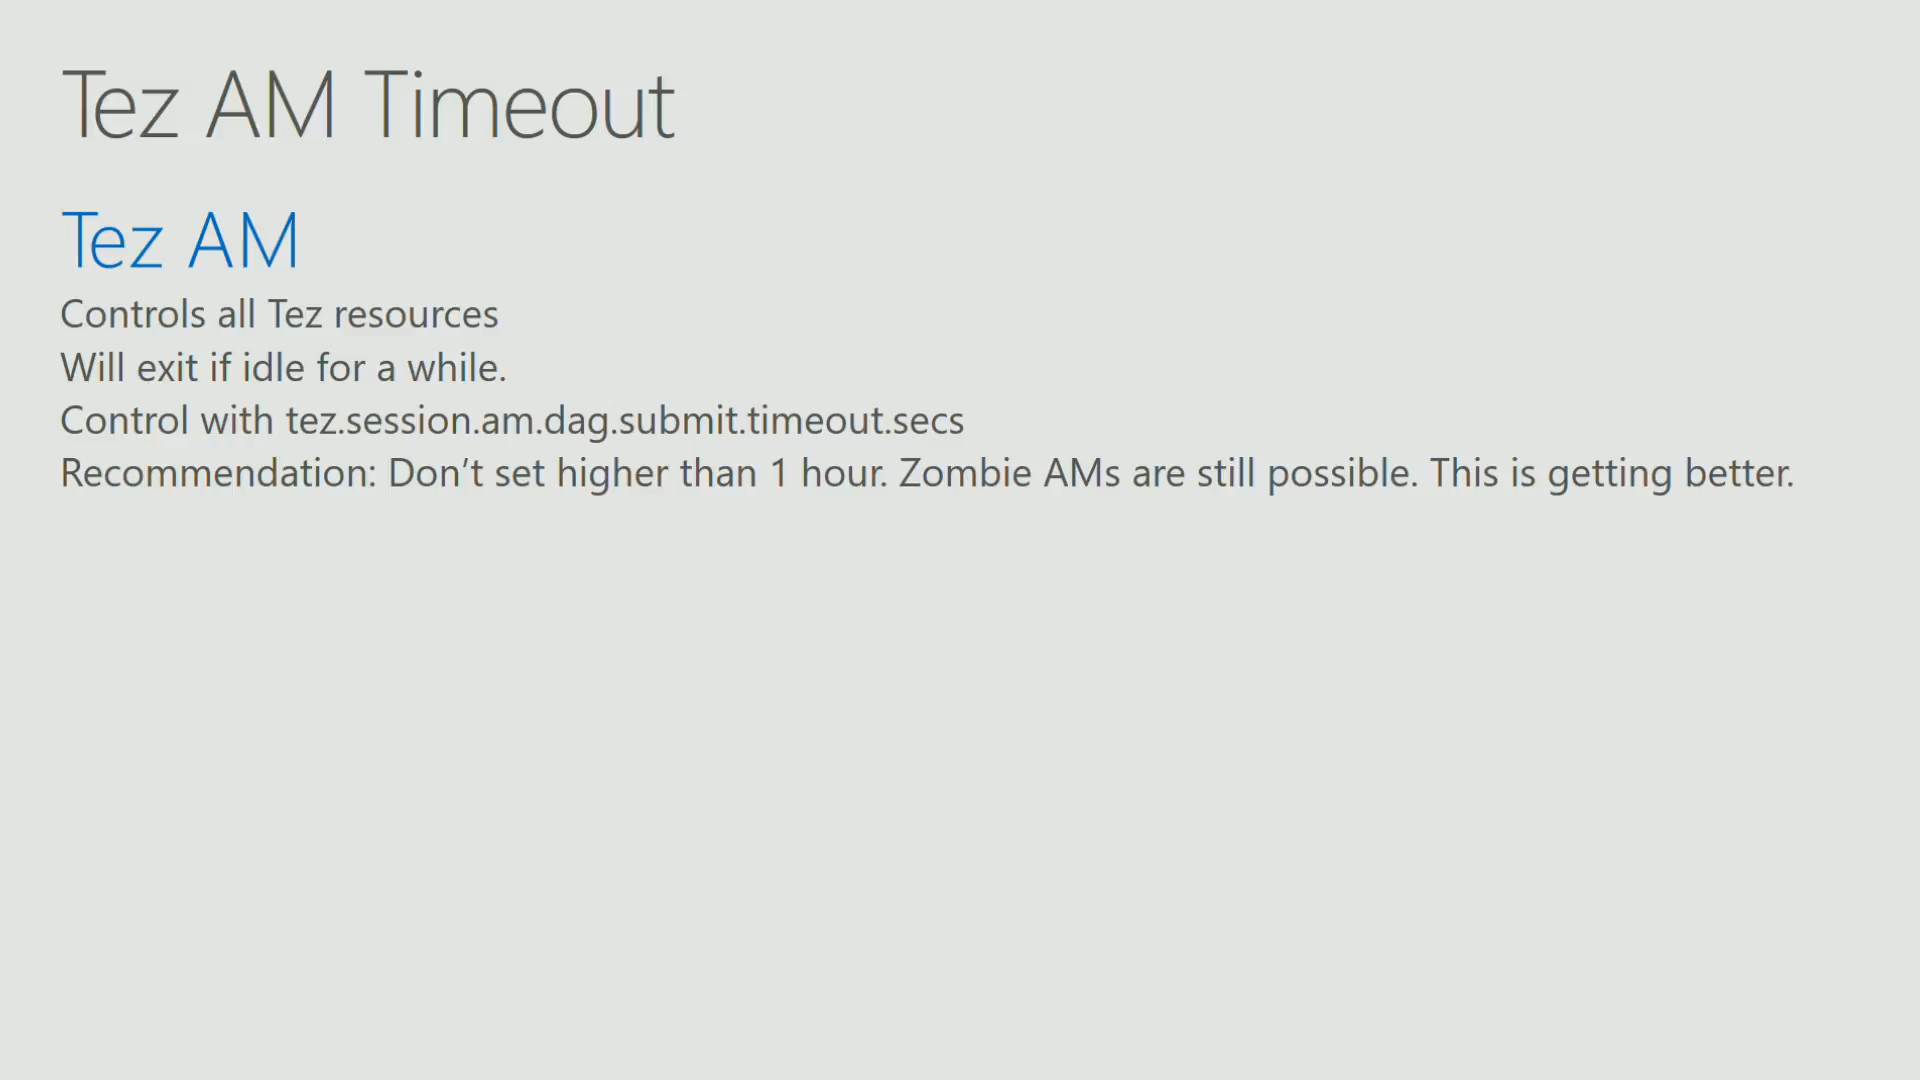 Tez AM Timeout
Tez AM
Controls all Tez resources
Will exit if idle for a while.
Control with tez.session.am.dag.submit.timeout.secs
Recommendation: Don’t set higher than 1 hour. Zombie AMs are still possible. This is getting better.